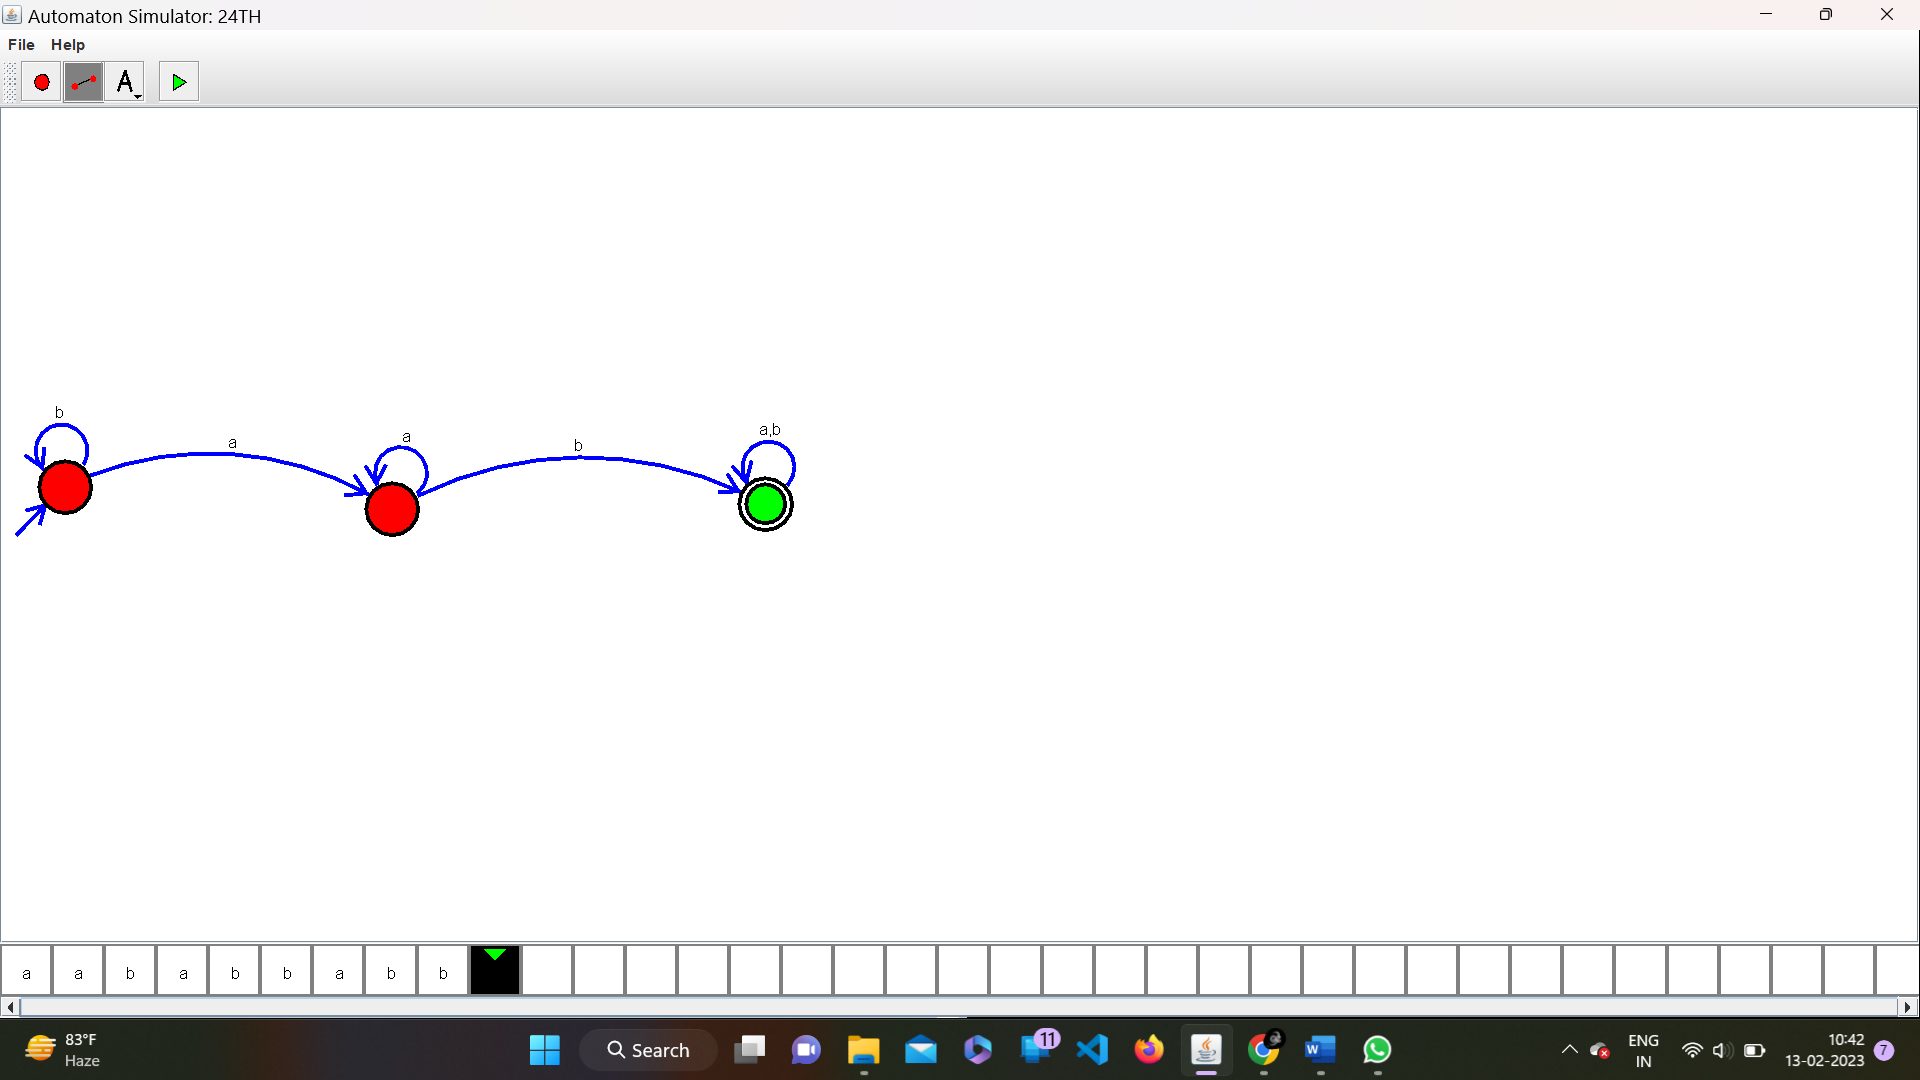 Automaton Simulator: 24TH
File Help
A
b
a
a
b
a,b
a a b a b b a b b
83°F
Haze
Search
11
W
ENG
IN
10:42
13-02-2023
7